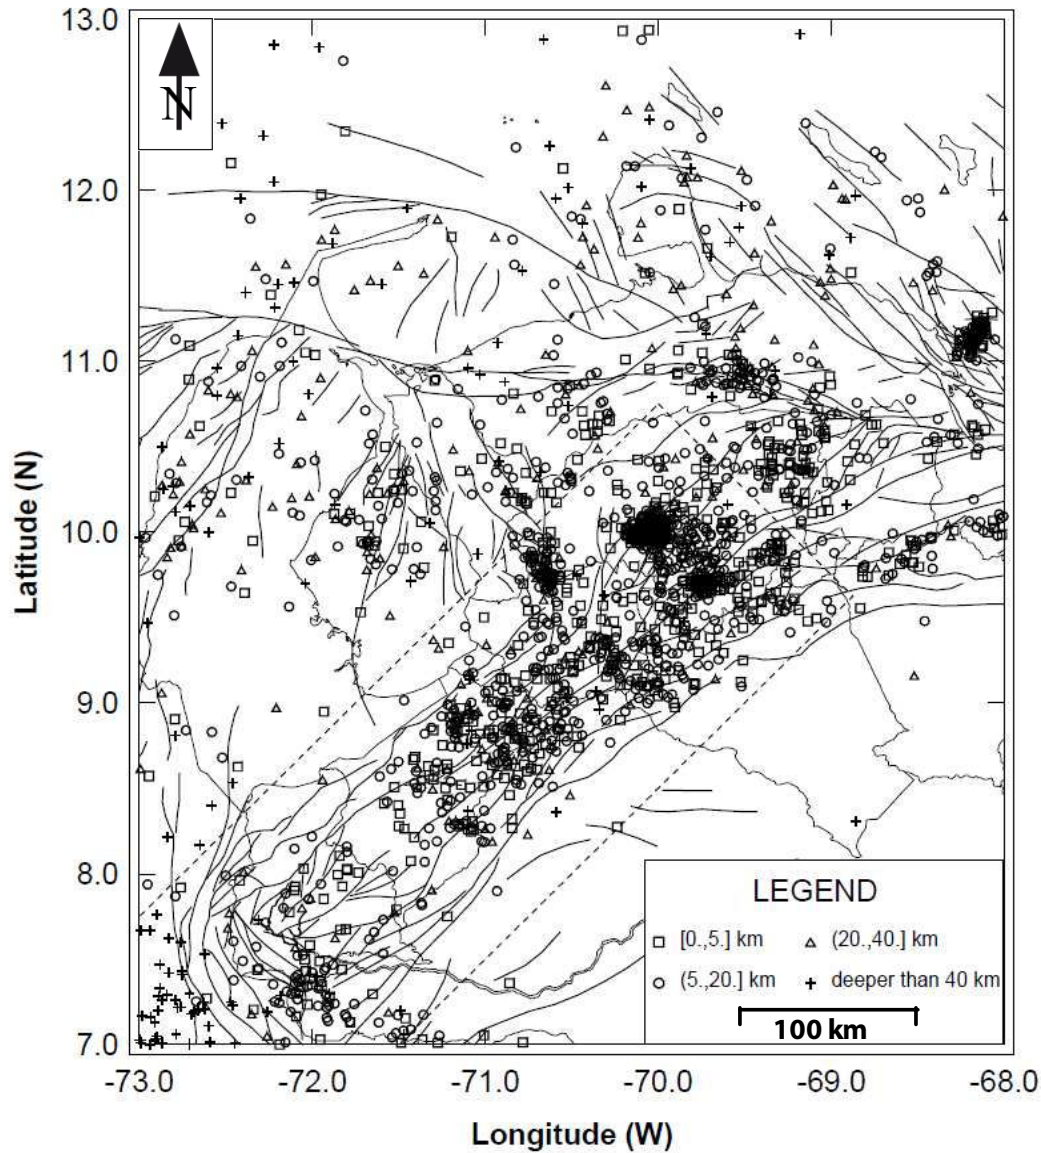 13.0
N
12.0
11.0
10.0
9.0
8.0
7.0
Latitude (N)
LEGEND
[0.,5.] km
(20.,40.] km
(5.,20.] km
deeper than 40 km
100 km
-73.0 -72.0 -71.0 -70.0 -69.0 -68.0
Longitude (W)